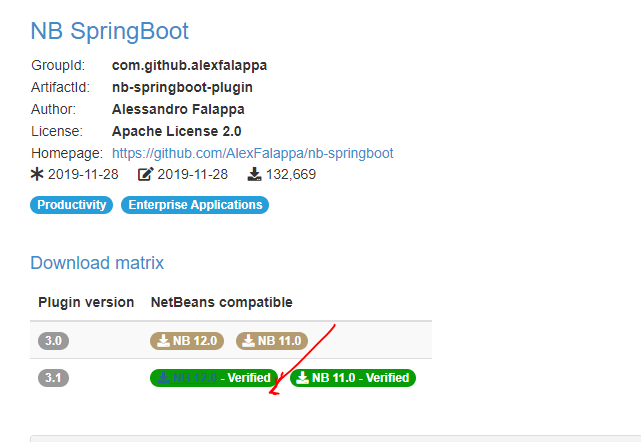 NB SpringBoot
GroupId: com.github.alexfalappa
ArtifactId: nb-springboot-plugin
Author: Alessandro Falappa
License: Apache License 2.0
Homepage: https://github.com/AlexFalappa/nb-springboot
2019-11-28 2019-11-28 132,669
Productivity Enterprise Applications
Download matrix
Plugin version NetBeans compatible
3.0 NB 12.0 NB 11.0
3.1 NB 12.0 - Verified NB 11.0 - Verified